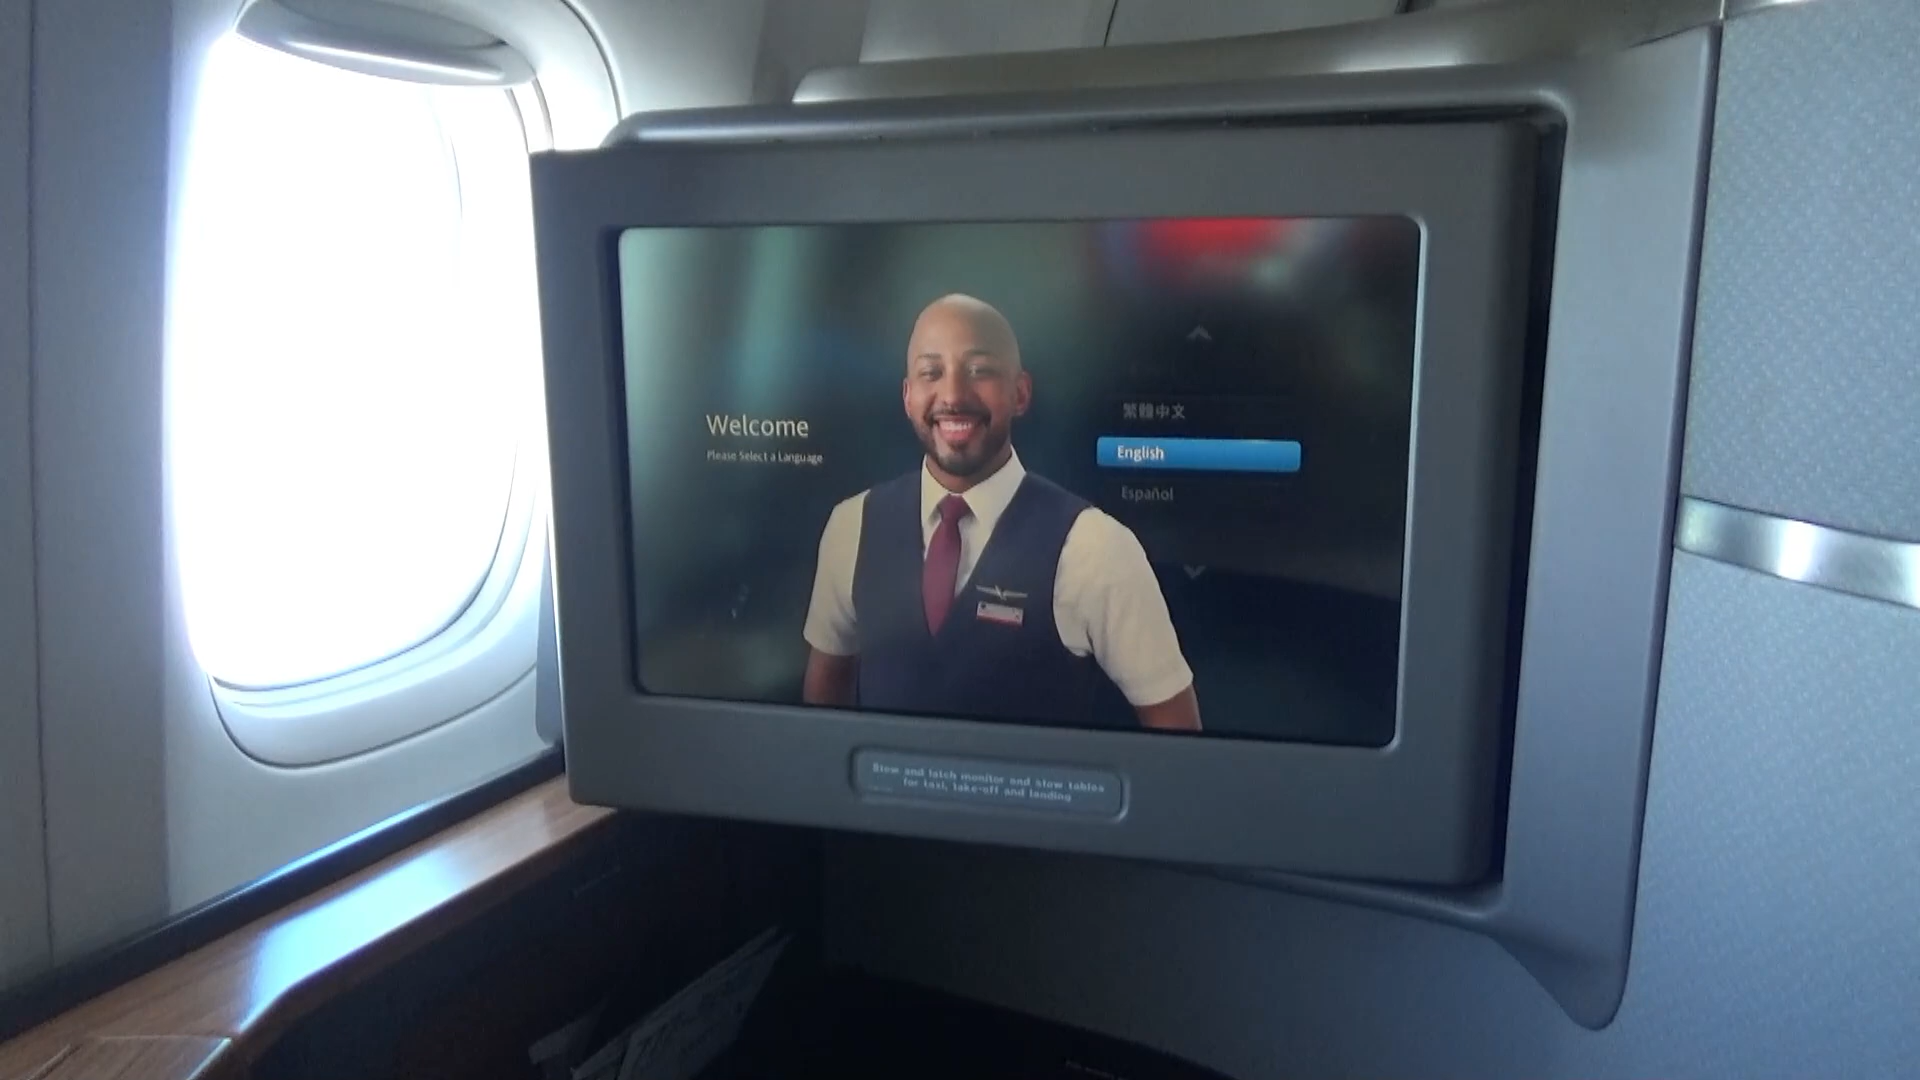 Welcome
Please Select a Language
繁體中文
English
Español
Stow and latch monitor and stow tables
for taxi, take-off and landing